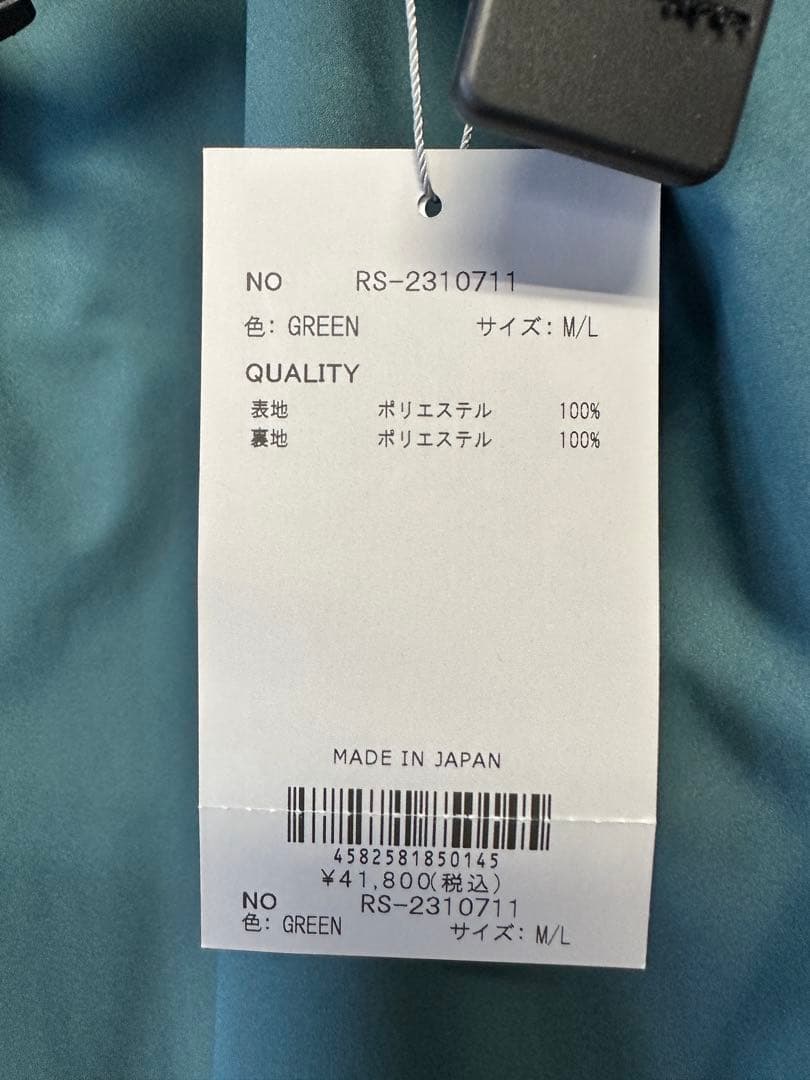 NO RS-2310711
色: GREEN サイズ: M/L
QUALITY
表地 ポリエステル 100%
裏地 ポリエステル 100%
MADE IN JAPAN
4582581850145
¥41,800(税込)
NO RS-2310711
色: GREEN サイズ: M/L